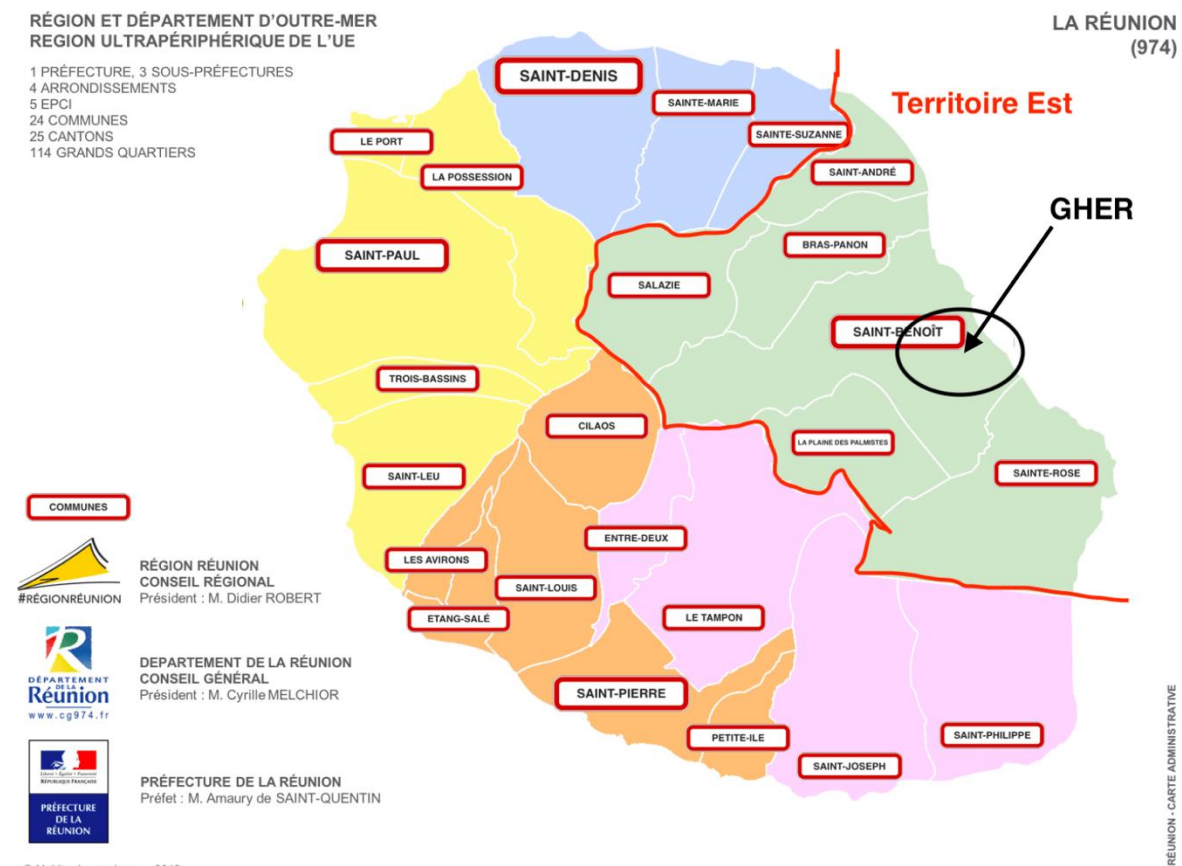 RÉGION ET DÉPARTEMENT D'OUTRE-MER
REGION ULTRAPÉRIPHÉRIQUE DE L'UE
1 PRÉFECTURE, 3 SOUS-PRÉFECTURES
4 ARRONDISSEMENTS
5 EPCI
24 COMMUNES
25 CANTONS
114 GRANDS QUARTIERS
LA RÉUNION
(974)
Territoire Est
GHER
SAINT-DENIS
SAINTE-MARIE
SAINTE-SUZANNE
LE PORT
LA POSSESSION
SAINT-ANDRÉ
SAINT-PAUL
BRAS-PANON
SALAZIE
SAINT-BENOÎT
TROIS-BASSINS
CILAOS
LA PLAINE DES PALMISTES
SAINT-LEU
SAINTE-ROSE
ENTRE-DEUX
LES AVIRONS
SAINT-LOUIS
ETANG-SALÉ
LE TAMPON
SAINT-PIERRE
PETITE-ILE
SAINT-JOSEPH
SAINT-PHILIPPE
COMMUNES
#RÉGIONRÉUNION
RÉGION RÉUNION
CONSEIL RÉGIONAL
Président : M. Didier ROBERT
DÉPARTEMENT
DE LA
Réunion
www.cg974.fr
DEPARTEMENT DE LA RÉUNION
CONSEIL GÉNÉRAL
Président : M. Cyrille MELCHIOR
Liberté • Égalité • Fraternité
RÉPUBLIQUE FRANÇAISE
PRÉFECTURE
DE LA
RÉUNION
PRÉFECTURE DE LA RÉUNION
Préfet : M. Amaury de SAINT-QUENTIN
RÉUNION - CARTE ADMINISTRATIVE